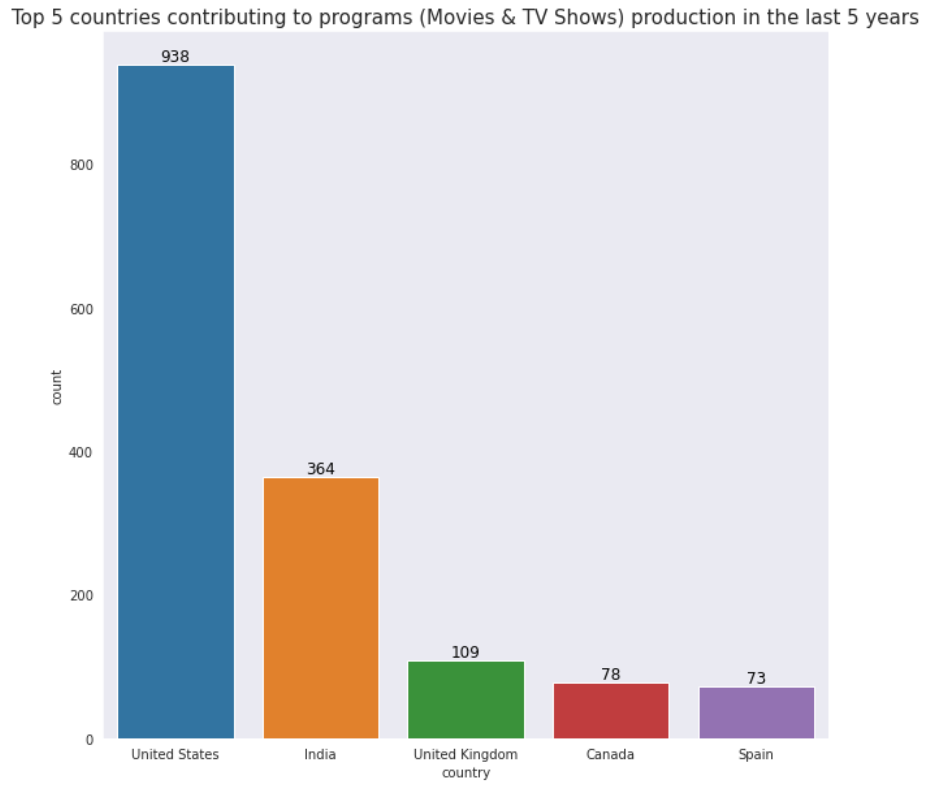 Top 5 countries contributing to programs (Movies & TV Shows) production in the last 5 years
938
800
600
count
400
364
200
109
78
73
0
United States
India
United Kingdom
Canada
Spain
country